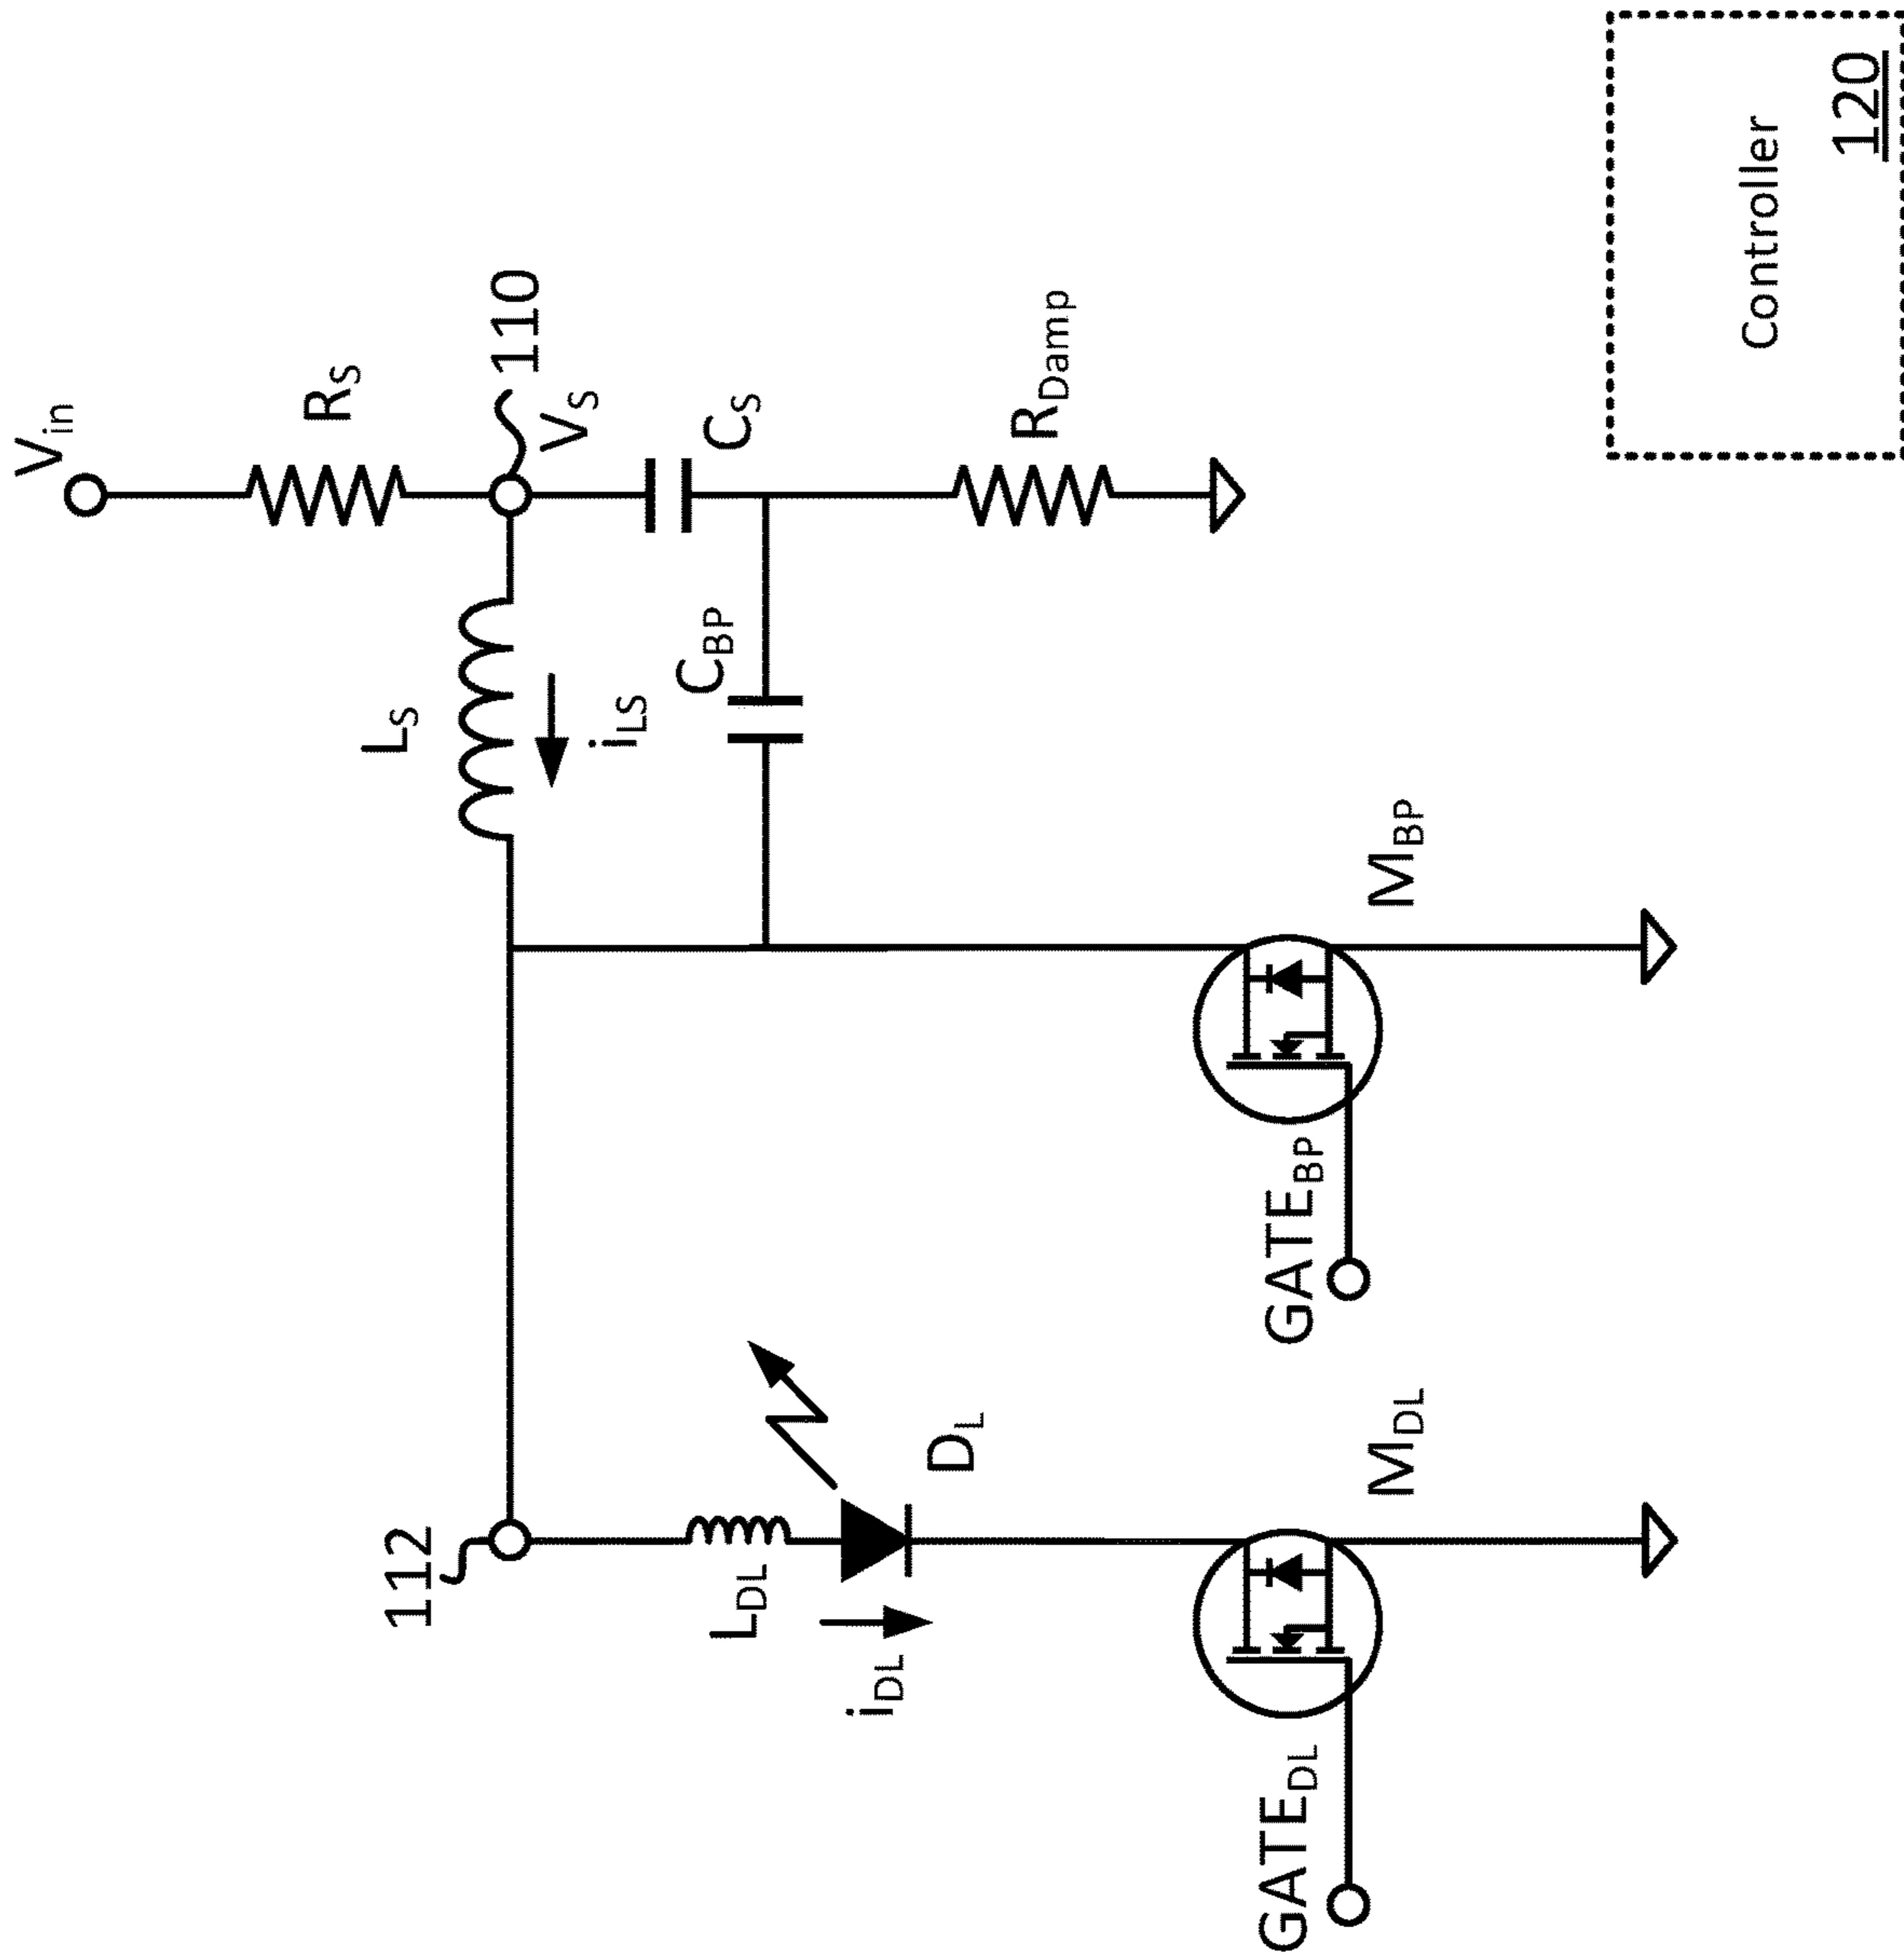 Vin
RS
110
VS
LS
iLS
CS
CBP
RDamp
112
LDL
iDL
DL
GATEDL
MDL
GATEBP
MBP
Controller
120